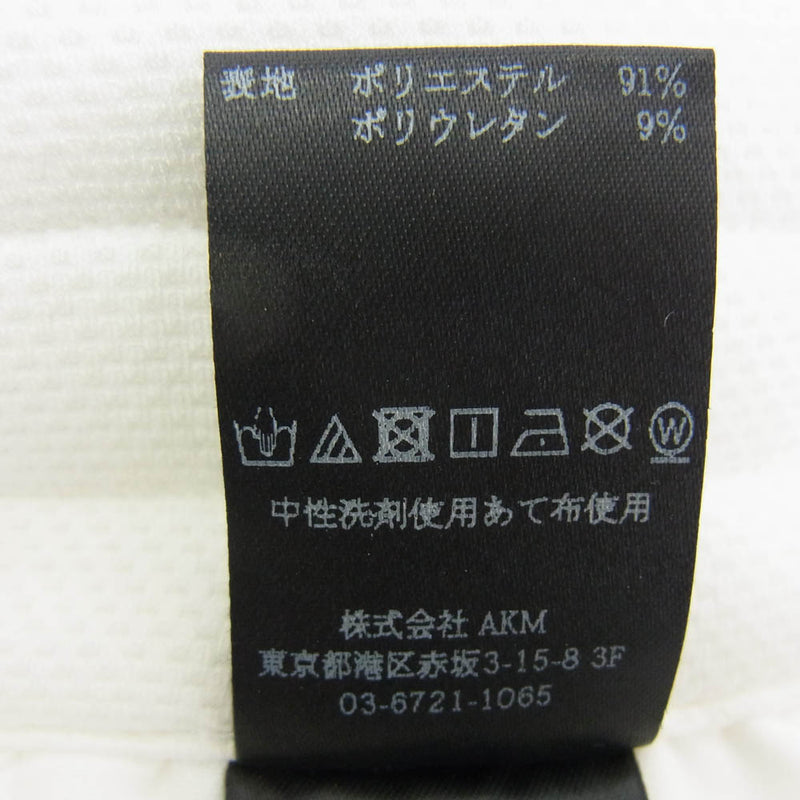 表地 ポリエステル 91%
ポリウレタン 9%
W
中性洗剤使用あて布使用
株式会社 AKM
東京都港区赤坂3-15-8 3F
03-6721-1065